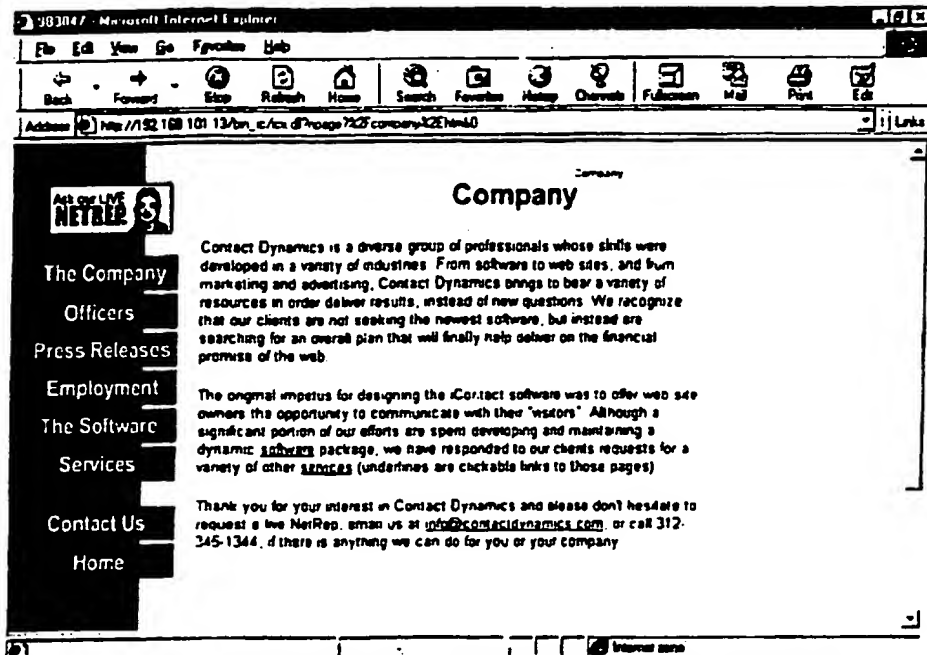 983047 - Microsoft Internet Explorer
File Edit View Go Favorites Help
Back Forward Stop Refresh Home Search Favorites History Channels Fullscreen Mail Print Edit
Address Links
Company
Company
Ask our LIVE
NETREP
The Company
Officers
Press Releases
Employment
The Software
Services
Contact Us
Home
Contact Dynamics is a diverse group of professionals whose skills were
developed in a variety of industries. From software to web sites, and from
marketing and advertising, Contact Dynamics brings to bear a variety of
resources in order deliver results, instead of new questions. We recognize
that our clients are not seeking the newest software, but instead are
searching for an overall plan that will finally help deliver on the financial
promise of the web.
The original impetus for designing the iContact software was to offer web site
owners the opportunity to communicate with their "visitors". Although a
significant portion of our efforts are spent developing and maintaining a
dynamic software package, we have responded to our clients requests for a
variety of other services (underlines are clickable links to those pages)
Thank you for your interest in Contact Dynamics and please don't hesitate to
request a live NetRep, email us at info@contactdynamics.com, or call 312-
345-1344, if there is anything we can do for you or your company
Internet zone